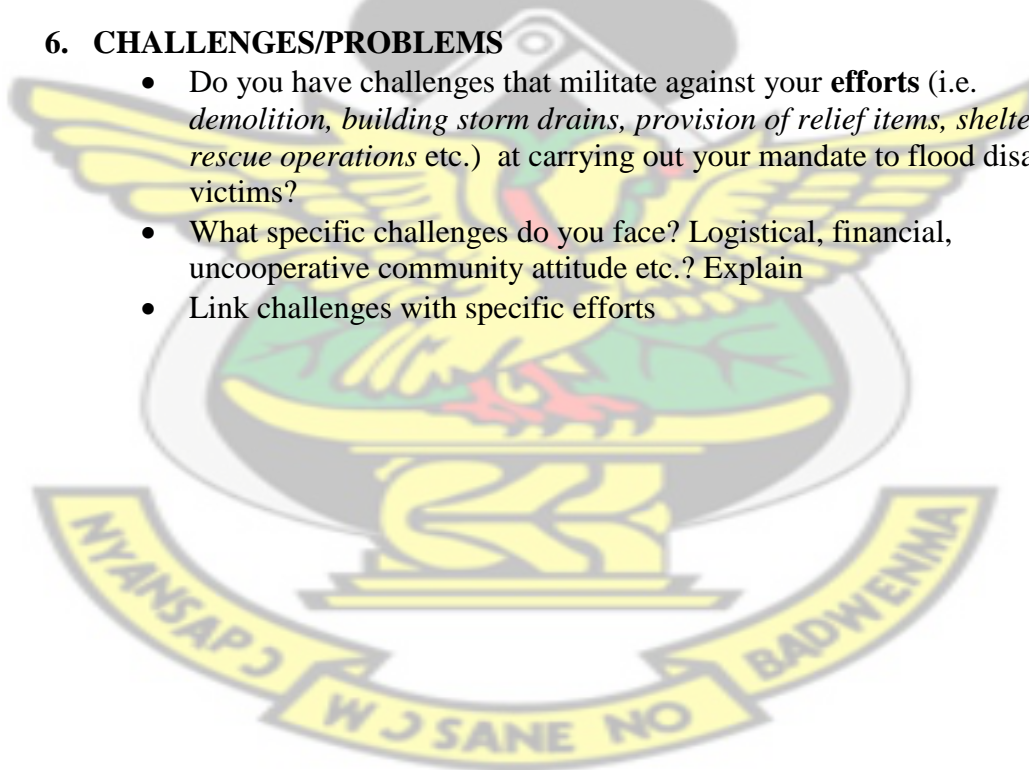 6. CHALLENGES/PROBLEMS
• Do you have challenges that militate against your efforts (i.e.
demolition, building storm drains, provision of relief items, shelte
rescue operations etc.) at carrying out your mandate to flood disa
victims?
• What specific challenges do you face? Logistical, financial,
uncooperative community attitude etc.? Explain
• Link challenges with specific efforts
NYANSAPƆ WƆSANE NO BADWENMA